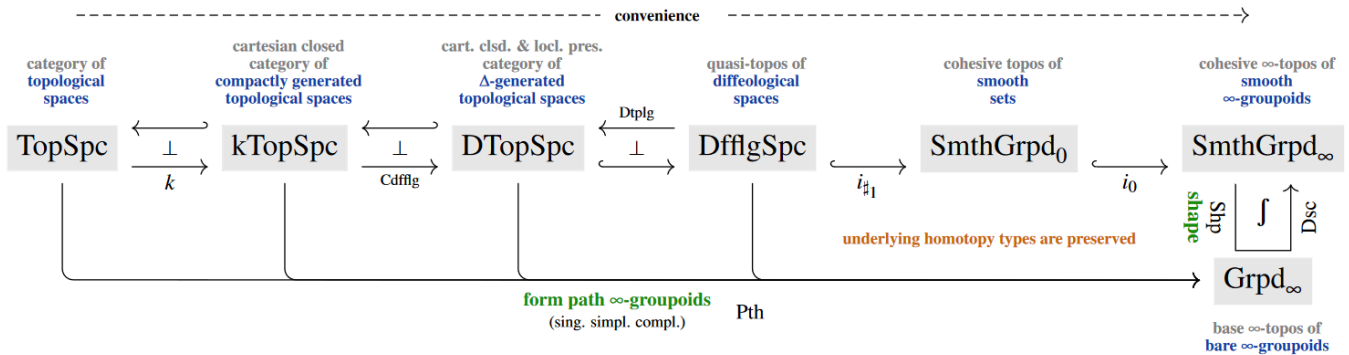 convenience
category of
topological
spaces
cartesian closed
category of
compactly generated
topological spaces
cart. clsd. & locl. pres.
category of
Δ-generated
topological spaces
quasi-topos of
diffeological
spaces
cohesive topos of
smooth
sets
cohesive ∞-topos of
smooth
∞-groupoids
TopSpc ⊥ k
kTopSpc ⊥ Cdfflg
DTopSpc Dtplg ⊥
DfflgSpc i♯1
SmthGrpd0 i0
SmthGrpd∞
shape Shp ∫ Dsc
underlying homotopy types are preserved
Grpd∞
form path ∞-groupoids
(sing. simpl. compl.)
Pth
base ∞-topos of
bare ∞-groupoids